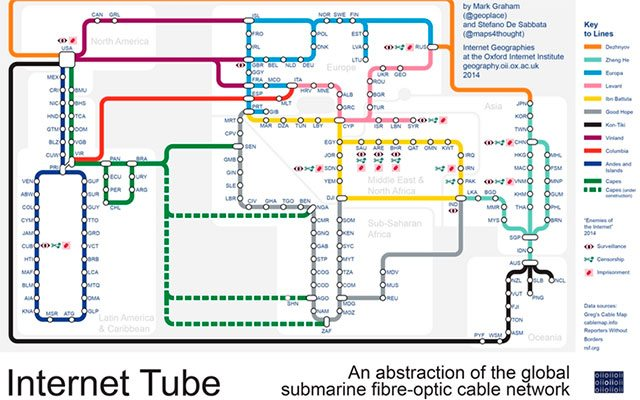 by Mark Graham
(@geoplace)
and Stefano De Sabbata
(@maps4thought)
Internet Geographies
at the Oxford Internet Institute
geography.oii.ox.ac.uk
2014
Key
to Lines
Dezhnyov
Zheng He
Europa
Levant
Ibn Battuta
Good Hope
Kon-Tiki
Vinland
Columbus
Andes and
Islands
Capes
Capes (under
construction)
"Enemies of
the Internet"
2014
Surveillance
Censorship
Imprisonment
Data sources:
Greg's Cable Map
cablemap.info
Reporters Without
Borders
rsf.org
North America
Europe
Asia
Middle East &
North Africa
Sub-Saharan
Africa
Latin America
& Caribbean
Oceania
CAN GRL
USA
ISL
NOR SWE FIN
RUS
FRO
IRL
GBR BEL NLD DEU
GGY
FRA MCO ITA
ESP
MLT
PRT GIB
DNK
POL
EST
LVA
LTU
UKR GEO
ROU
BGR
TUR
HRV MNE
ALB
GRC
CYP ISR LBN SYR
MAR DZA TUN LBY
MEX
CRI
NIC
HND
GTM
BLZ
PRI
BMU
BHS
TCA
DOM
VGB
VIR
PAN BRA
ECU
PER
CHL
URY
ARG
VEN
ABW
COL
CYM
JAM
CUB
HTI
BLM
AIA
KNA
MSR ATG
SUR
GUY
TTO
GRD
VCT
BRB
LCA
MTQ
DMA
GLP
MRT
CPV
SEN
GMB
GIN
SLE
LBR
CIV GHA TGO BEN NGA
CMR
GNQ
GAB
STP
COG
COD
AGO
NAM
ZAF
SHN
EGY
JOR
SDN
YEM
DJI
SAU ARE BHR QAT OMN KWT
IRQ
IRN
PAK
IND
LKA BGD
MMR
MYS
SOM
KEN
SYC
MYT
TZA
COM
MDG
MOZ
MDV
MUS
REU
JPN
KOR
TWN
CHN
HKG
MAC
VNM
KHM
THA
BRN
MHL
FSM
GUM
PHL
SGP
IDN
AUS
NZL SLB NCL
PNG
VUT
FJI
TON
ASM
PYF WSM
Internet Tube
An abstraction of the global
submarine fibre-optic cable network